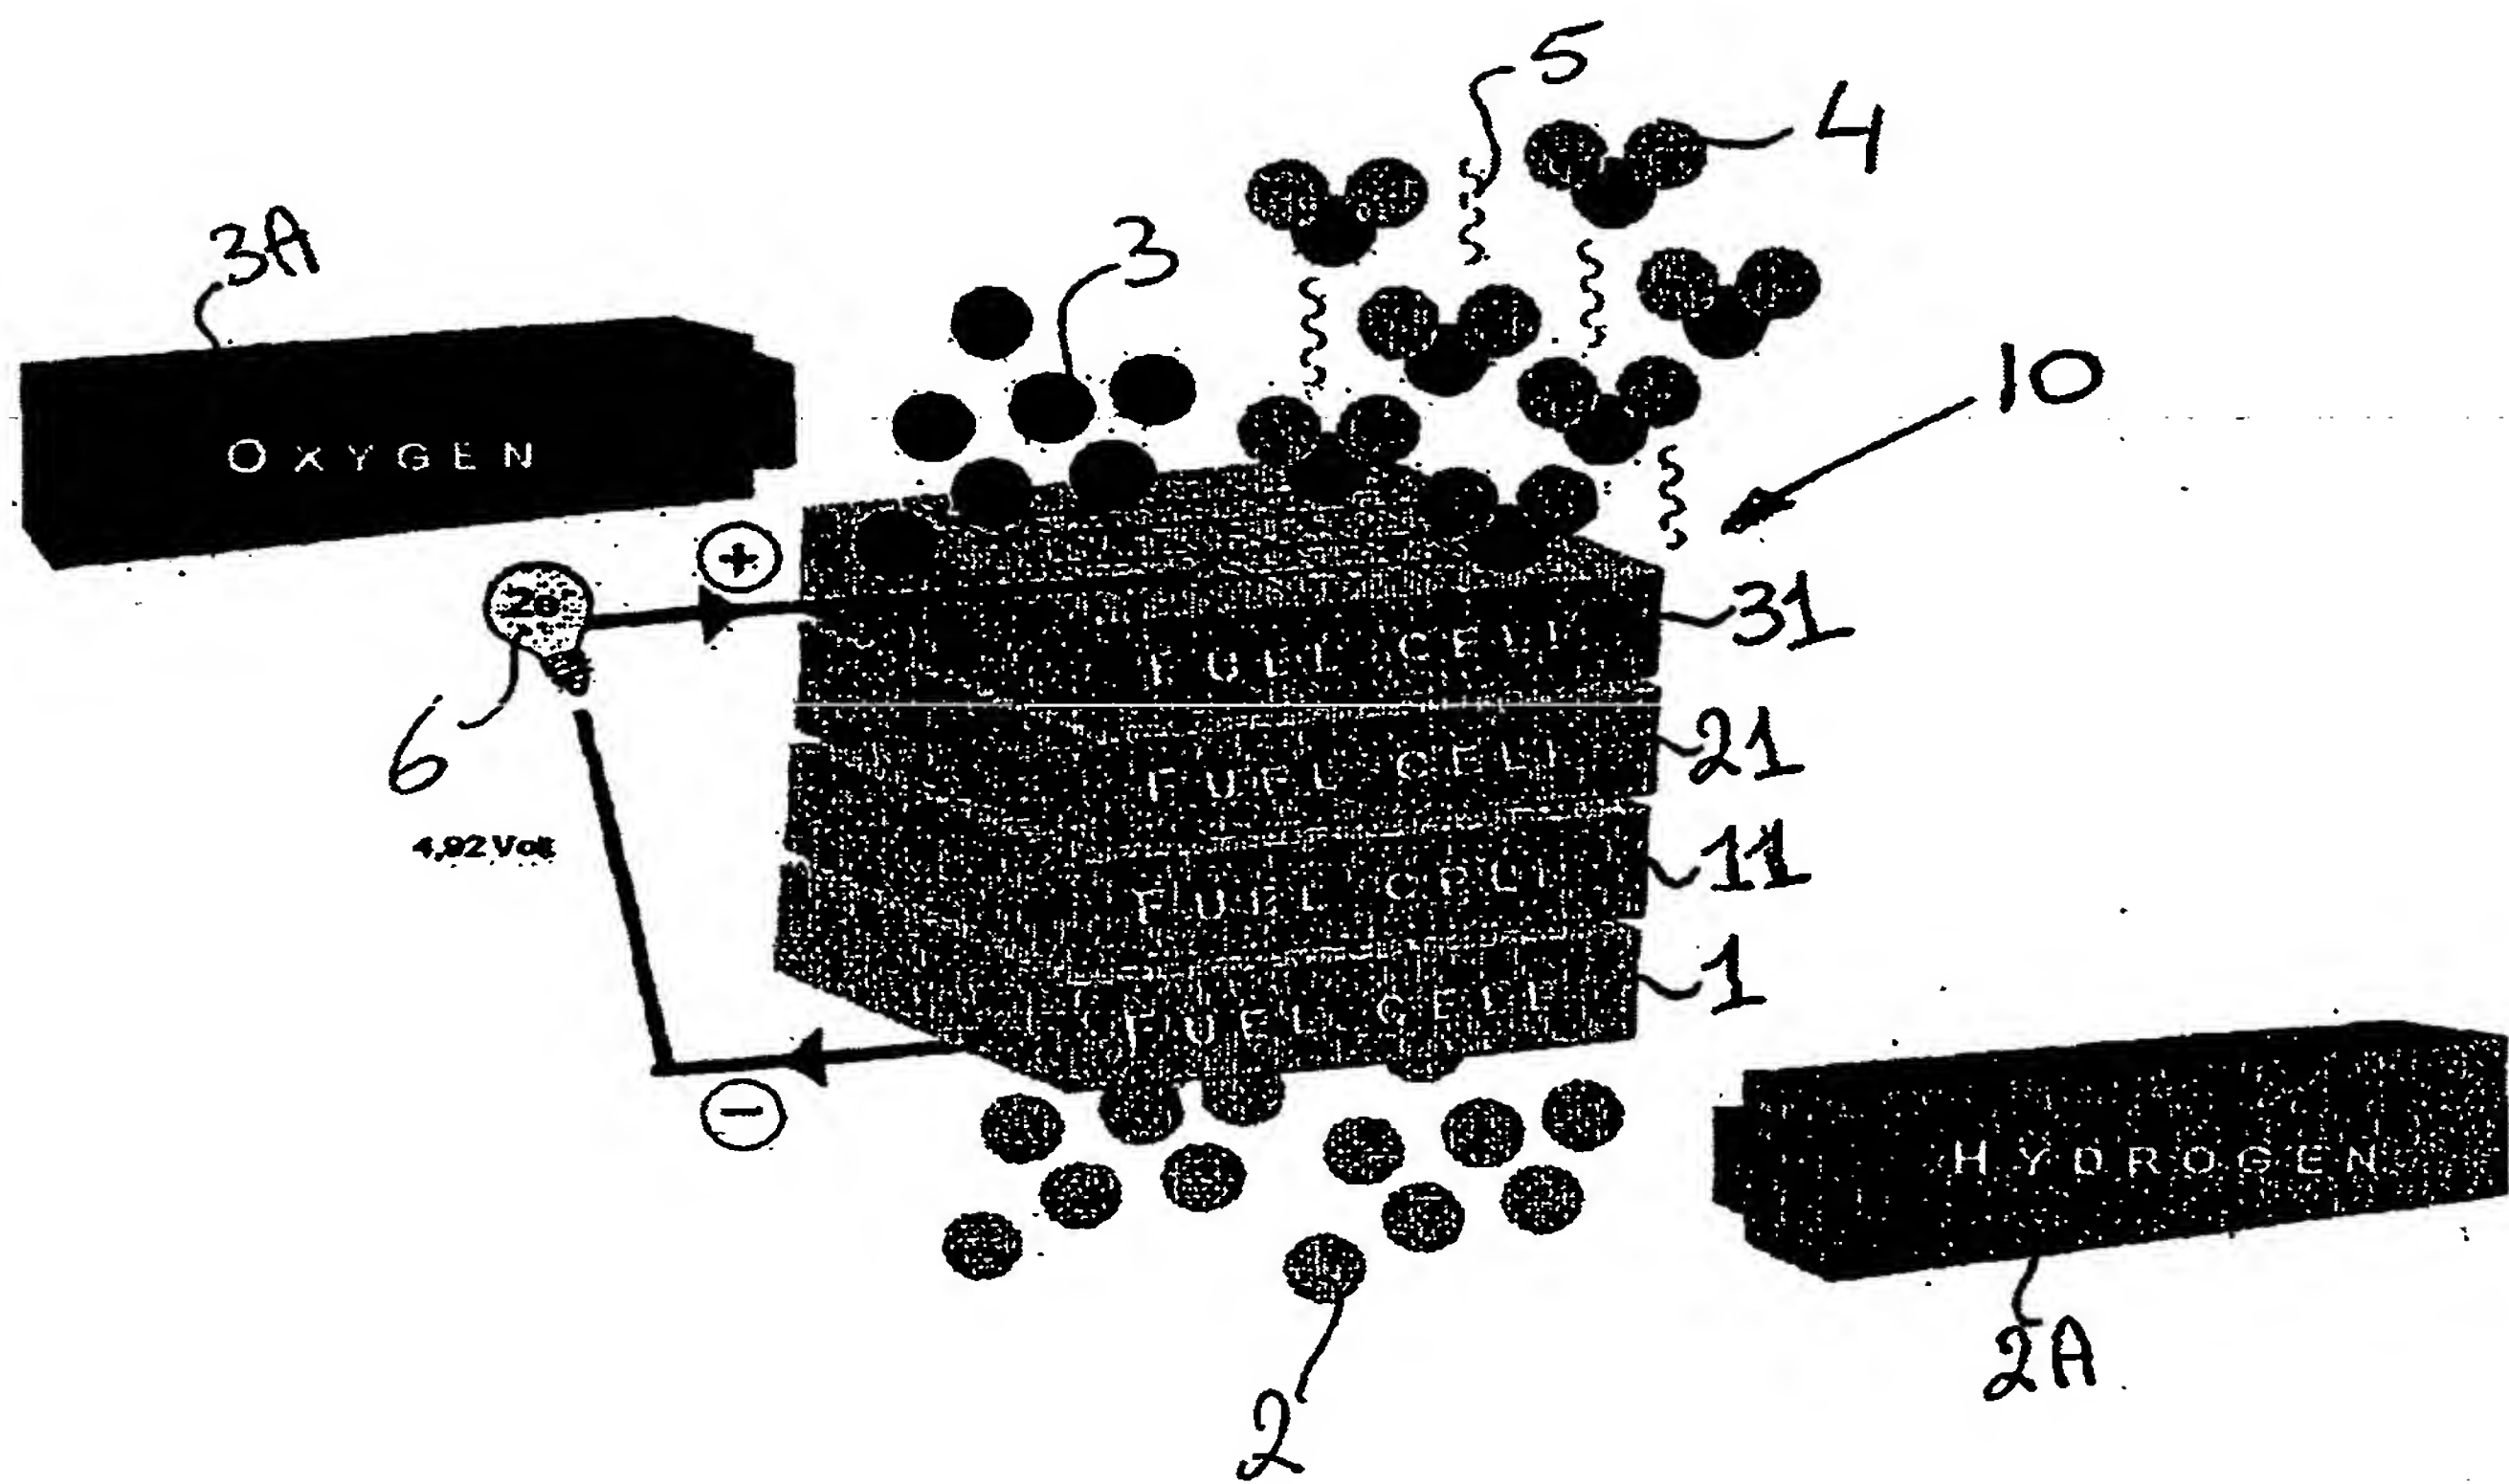 5
4
3A
3
10
OXYGEN
+
2e-
31
FUEL CELL
6
21
FUEL CELL
4,92 Volt
11
FUEL CELL
1
FUEL CELL
−
HYDROGEN
2A
2